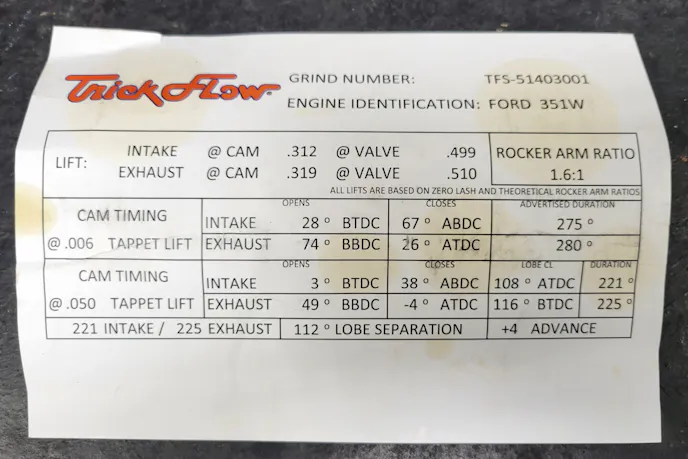 Trick Flow®
GRIND NUMBER: TFS-51403001
ENGINE IDENTIFICATION: FORD 351W
LIFT: INTAKE @ CAM .312 @ VALVE .499
EXHAUST @ CAM .319 @ VALVE .510
ROCKER ARM RATIO
1.6:1
ALL LIFTS ARE BASED ON ZERO LASH AND THEORETICAL ROCKER ARM RATIOS
CAM TIMING
@ .006 TAPPET LIFT
OPENS CLOSES ADVERTISED DURATION
INTAKE 28 ° BTDC 67 ° ABDC 275 °
EXHAUST 74 ° BBDC 26 ° ATDC 280 °
CAM TIMING
@ .050 TAPPET LIFT
OPENS CLOSES LOBE CL DURATION
INTAKE 3 ° BTDC 38 ° ABDC 108 ° ATDC 221 °
EXHAUST 49 ° BBDC -4 ° ATDC 116 ° BTDC 225 °
221 INTAKE / 225 EXHAUST 112 ° LOBE SEPARATION +4 ADVANCE